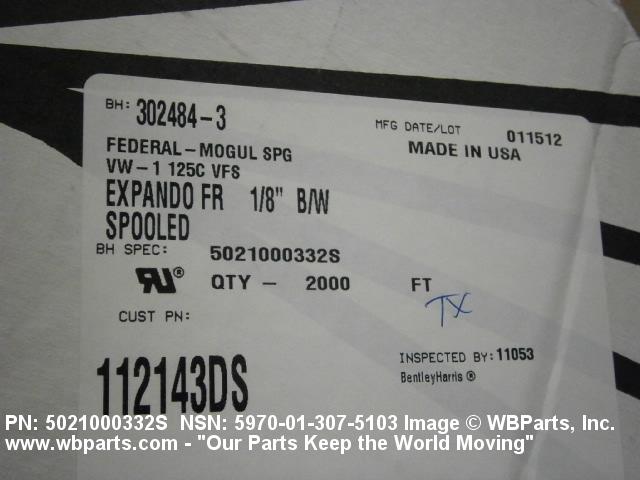 BH: 302484-3
MFG DATE/LOT 011512
FEDERAL-MOGUL SPG
MADE IN USA
VW-1 125C VFS
EXPANDO FR 1/8" B/W
SPOOLED
BH SPEC: 5021000332S
RU®
QTY - 2000 FT
TX
CUST PN:
INSPECTED BY: 11053
112143DS
BentleyHarris ®
PN: 5021000332S NSN: 5970-01-307-5103 Image © WBParts, Inc.
www.wbparts.com - "Our Parts Keep the World Moving"